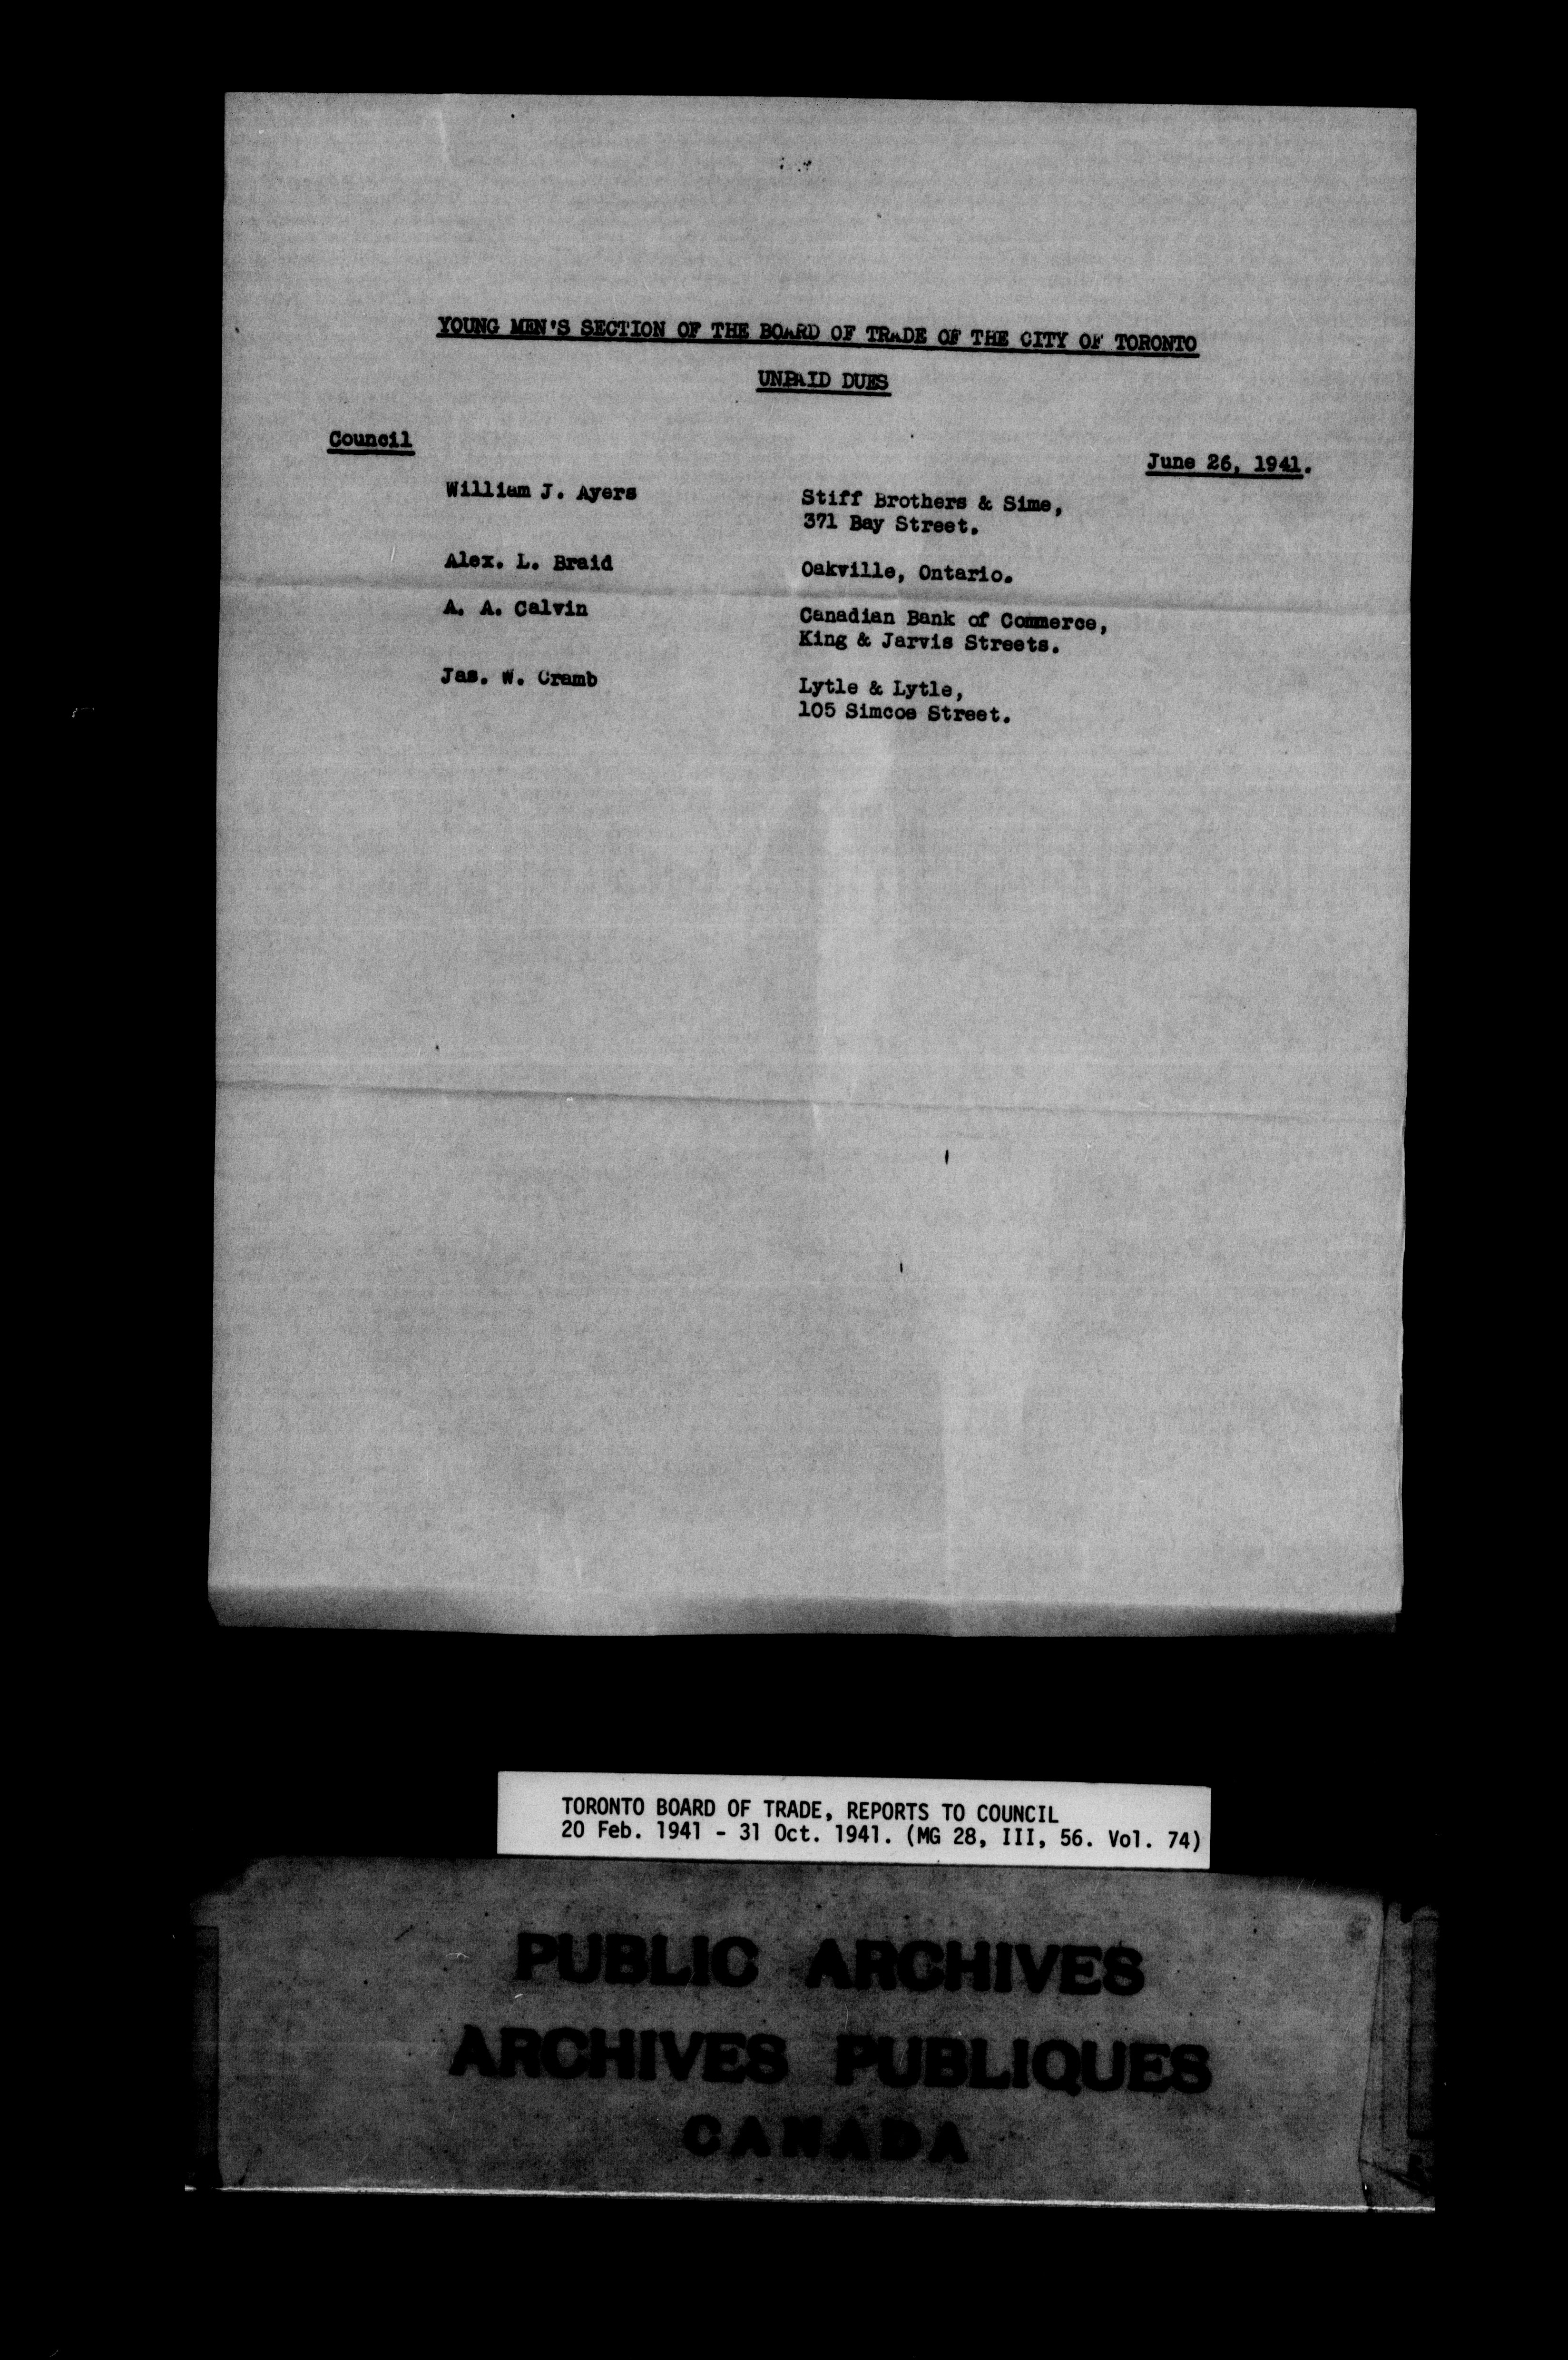 YOUNG MEN'S SECTION OF THE BOARD OF TRADE OF THE CITY OF TORONTO
UNPAID DUES
Council
June 26, 1941.
William J. Ayers Stiff Brothers & Sime,
371 Bay Street.
Alex. L. Braid Oakville, Ontario.
A. A. Calvin Canadian Bank of Commerce,
King & Jarvis Streets.
Jas. W. Cramb Lytle & Lytle,
105 Simcoe Street.
TORONTO BOARD OF TRADE, REPORTS TO COUNCIL
20 Feb. 1941 - 31 Oct. 1941. (MG 28, III, 56. Vol. 74)
PUBLIC ARCHIVES
ARCHIVES PUBLIQUES
CANADA